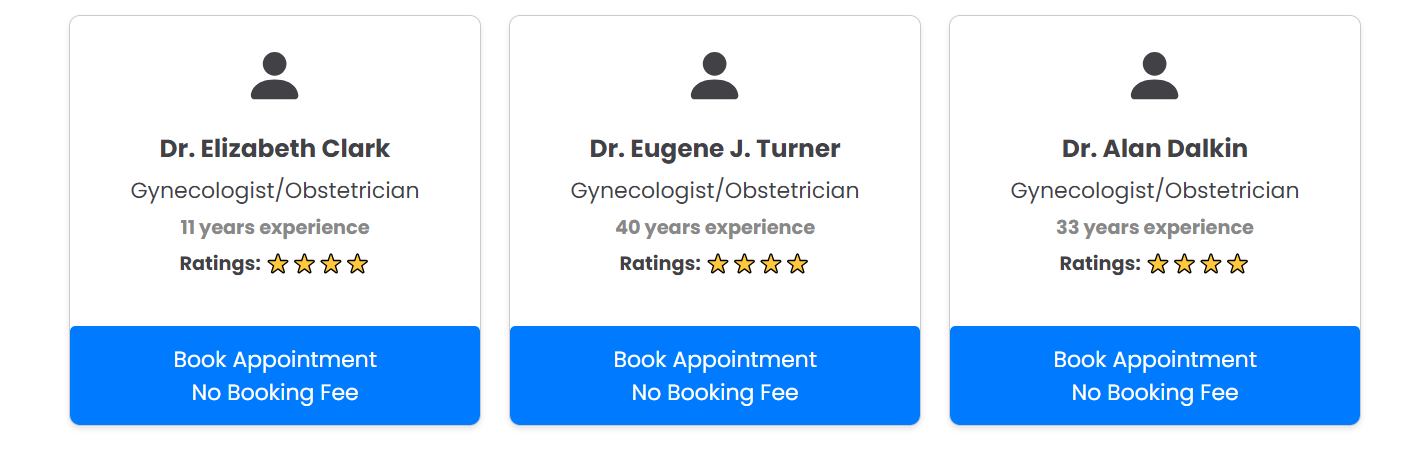 Dr. Elizabeth Clark
Gynecologist/Obstetrician
11 years experience
Ratings:
Book Appointment
No Booking Fee
Dr. Eugene J. Turner
Gynecologist/Obstetrician
40 years experience
Ratings:
Book Appointment
No Booking Fee
Dr. Alan Dalkin
Gynecologist/Obstetrician
33 years experience
Ratings:
Book Appointment
No Booking Fee